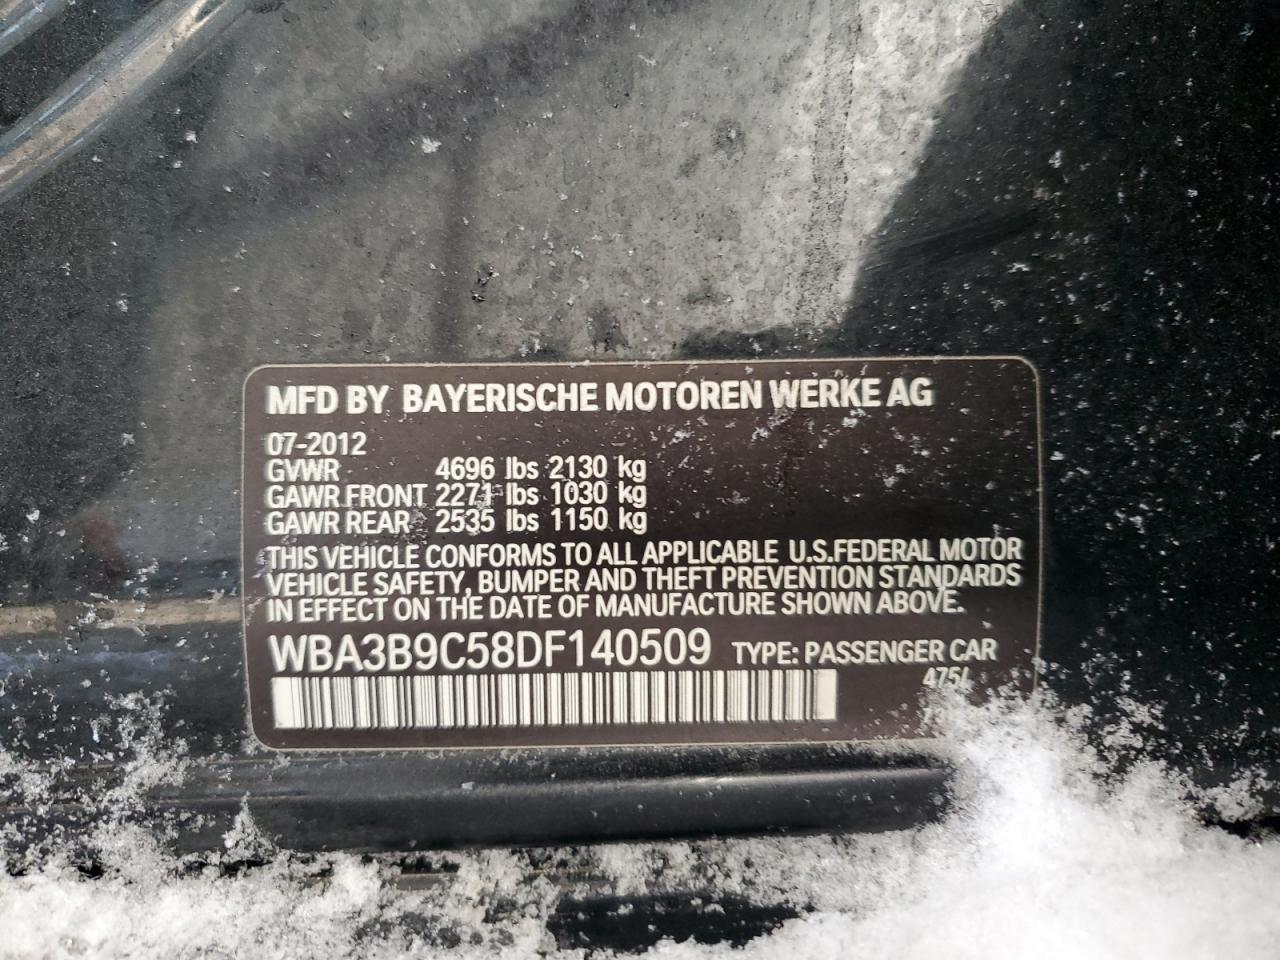 MFD BY BAYERISCHE MOTOREN WERKE AG
07-2012
GVWR 4696 lbs 2130 kg
GAWR FRONT 2271 lbs 1030 kg
GAWR REAR 2535 lbs 1150 kg
THIS VEHICLE CONFORMS TO ALL APPLICABLE U.S.FEDERAL MOTOR
VEHICLE SAFETY, BUMPER AND THEFT PREVENTION STANDARDS
IN EFFECT ON THE DATE OF MANUFACTURE SHOWN ABOVE.
WBA3B9C58DF140509 TYPE: PASSENGER CAR